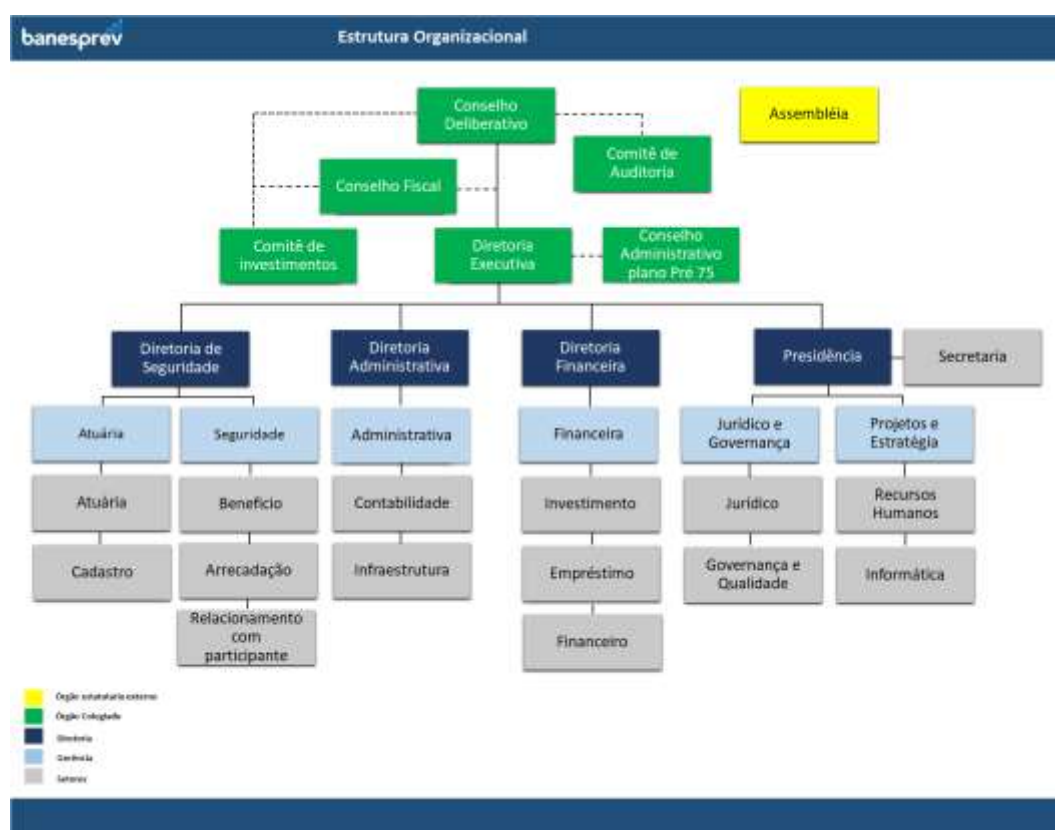 banesprev
Estrutura Organizacional
Conselho
Deliberativo
Assembléia
Comitê de
Auditoria
Conselho Fiscal
Comitê de
investimentos
Diretoria
Executiva
Conselho
Administrativo
plano Pré 75
Diretoria de
Seguridade
Diretoria
Administrativa
Diretoria
Financeira
Presidência
Secretaria
Atuária
Seguridade
Administrativa
Financeira
Jurídico e
Governança
Projetos e
Estratégia
Atuária
Benefício
Contabilidade
Investimento
Jurídico
Recursos
Humanos
Cadastro
Arrecadação
Infraestrutura
Empréstimo
Governança e
Qualidade
Informática
Relacionamento
com
participante
Financeiro
Órgão estatutario externo
Órgão Colegiado
Diretoria
Gerência
Setores